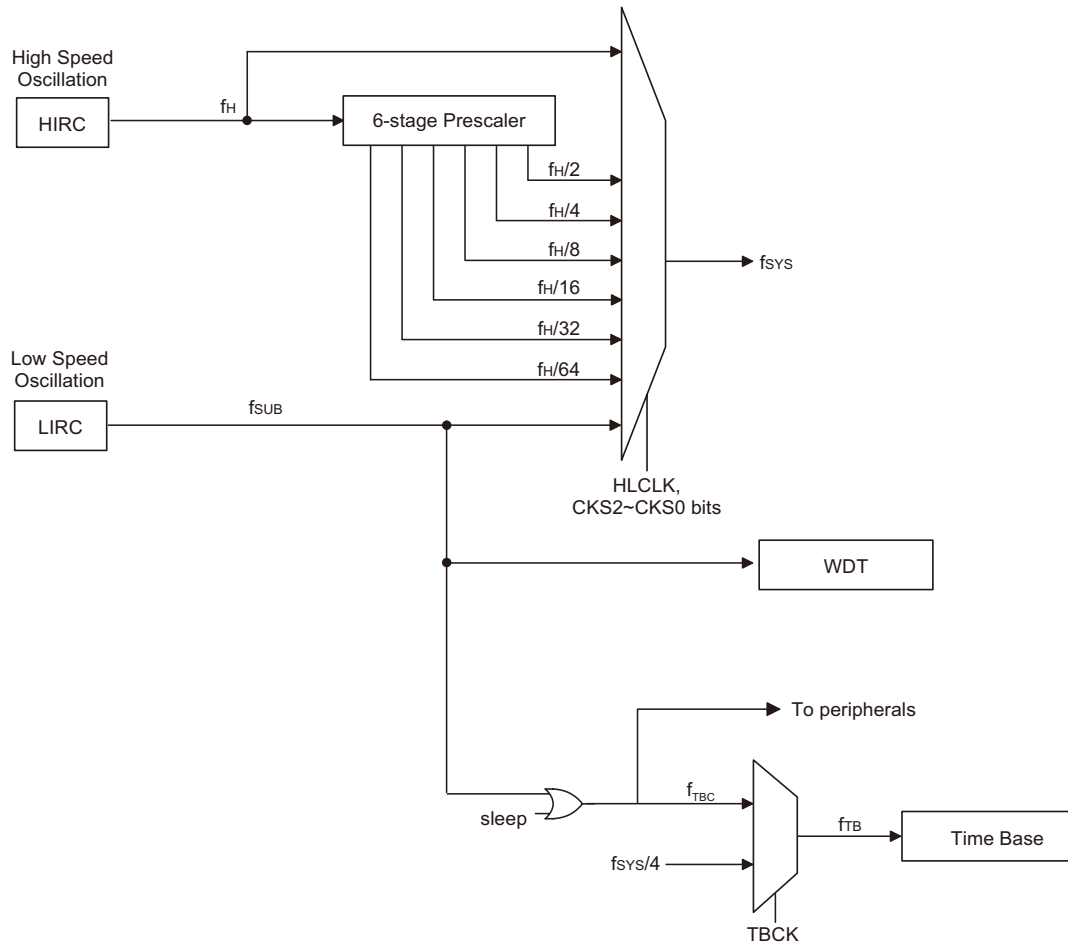 High Speed
Oscillation
HIRC
fH
6-stage Prescaler
fH/2
fH/4
fH/8
fH/16
fH/32
fH/64
fSYS
Low Speed
Oscillation
LIRC
fSUB
HLCLK,
CKS2~CKS0 bits
WDT
To peripherals
sleep
fTBC
fSYS/4
fTB
Time Base
TBCK